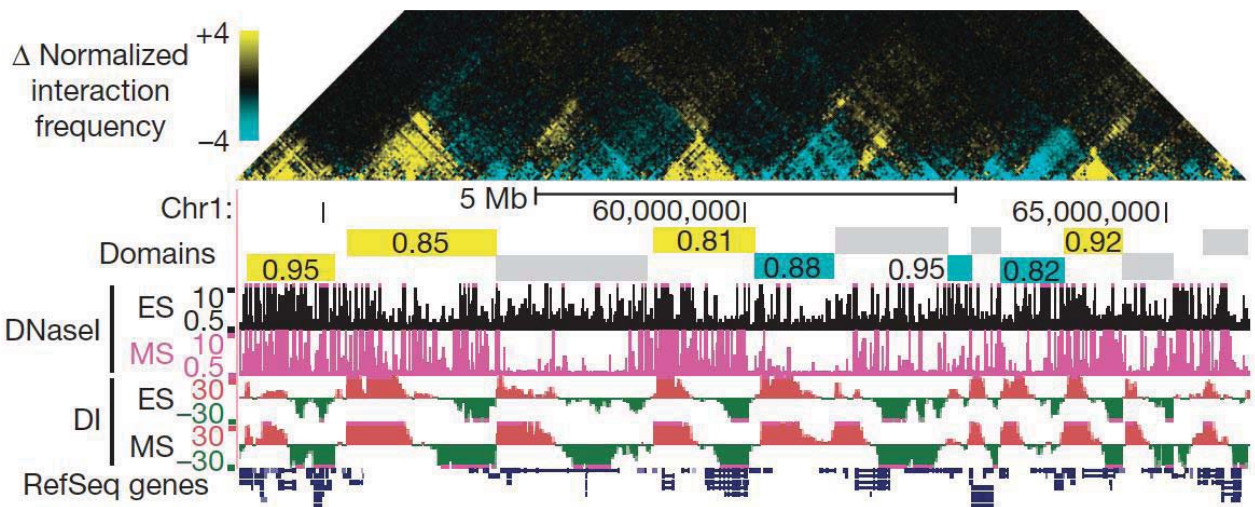 Δ Normalized
interaction
frequency
+4
−4
5 Mb
Chr1:
60,000,000
65,000,000
Domains
0.95
0.85
0.81
0.88
0.95
0.82
0.92
DNaseI
ES
10
0.5
MS
10
0.5
DI
ES
30
−30
MS
30
−30
RefSeq genes